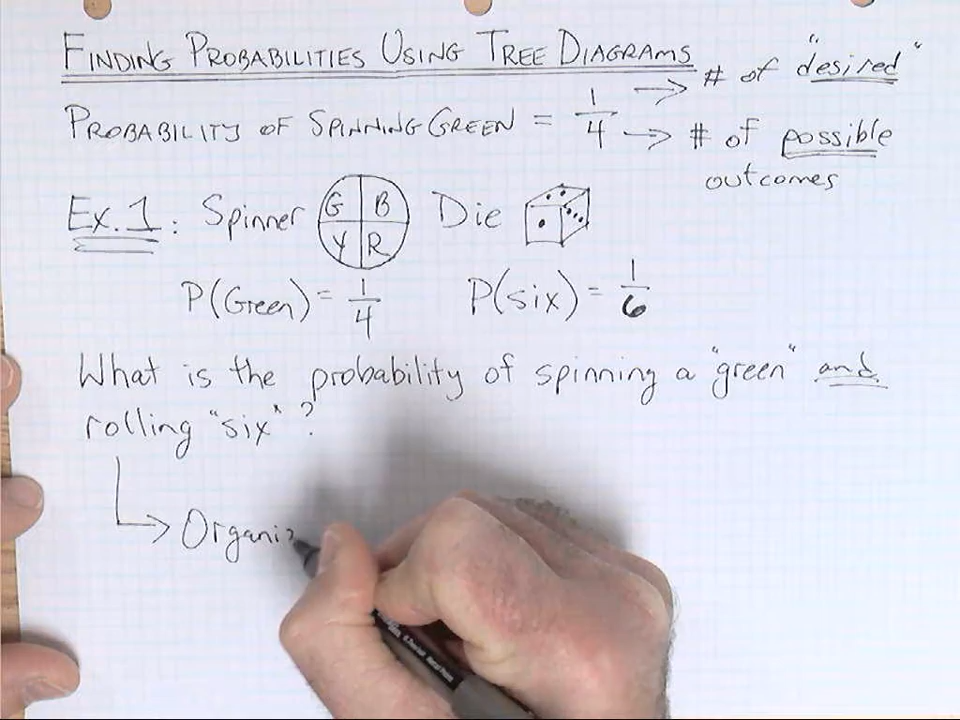 FINDING PROBABILITIES USING TREE DIAGRAMS
PROBABILITY OF SPINNING GREEN = 1/4 → # of "desired"
→ # of possible outcomes
Ex. 1: Spinner G B Y R Die
P(Green) = 1/4 P(six) = 1/6
What is the probability of spinning a "green" and
rolling "six"?
Organiz